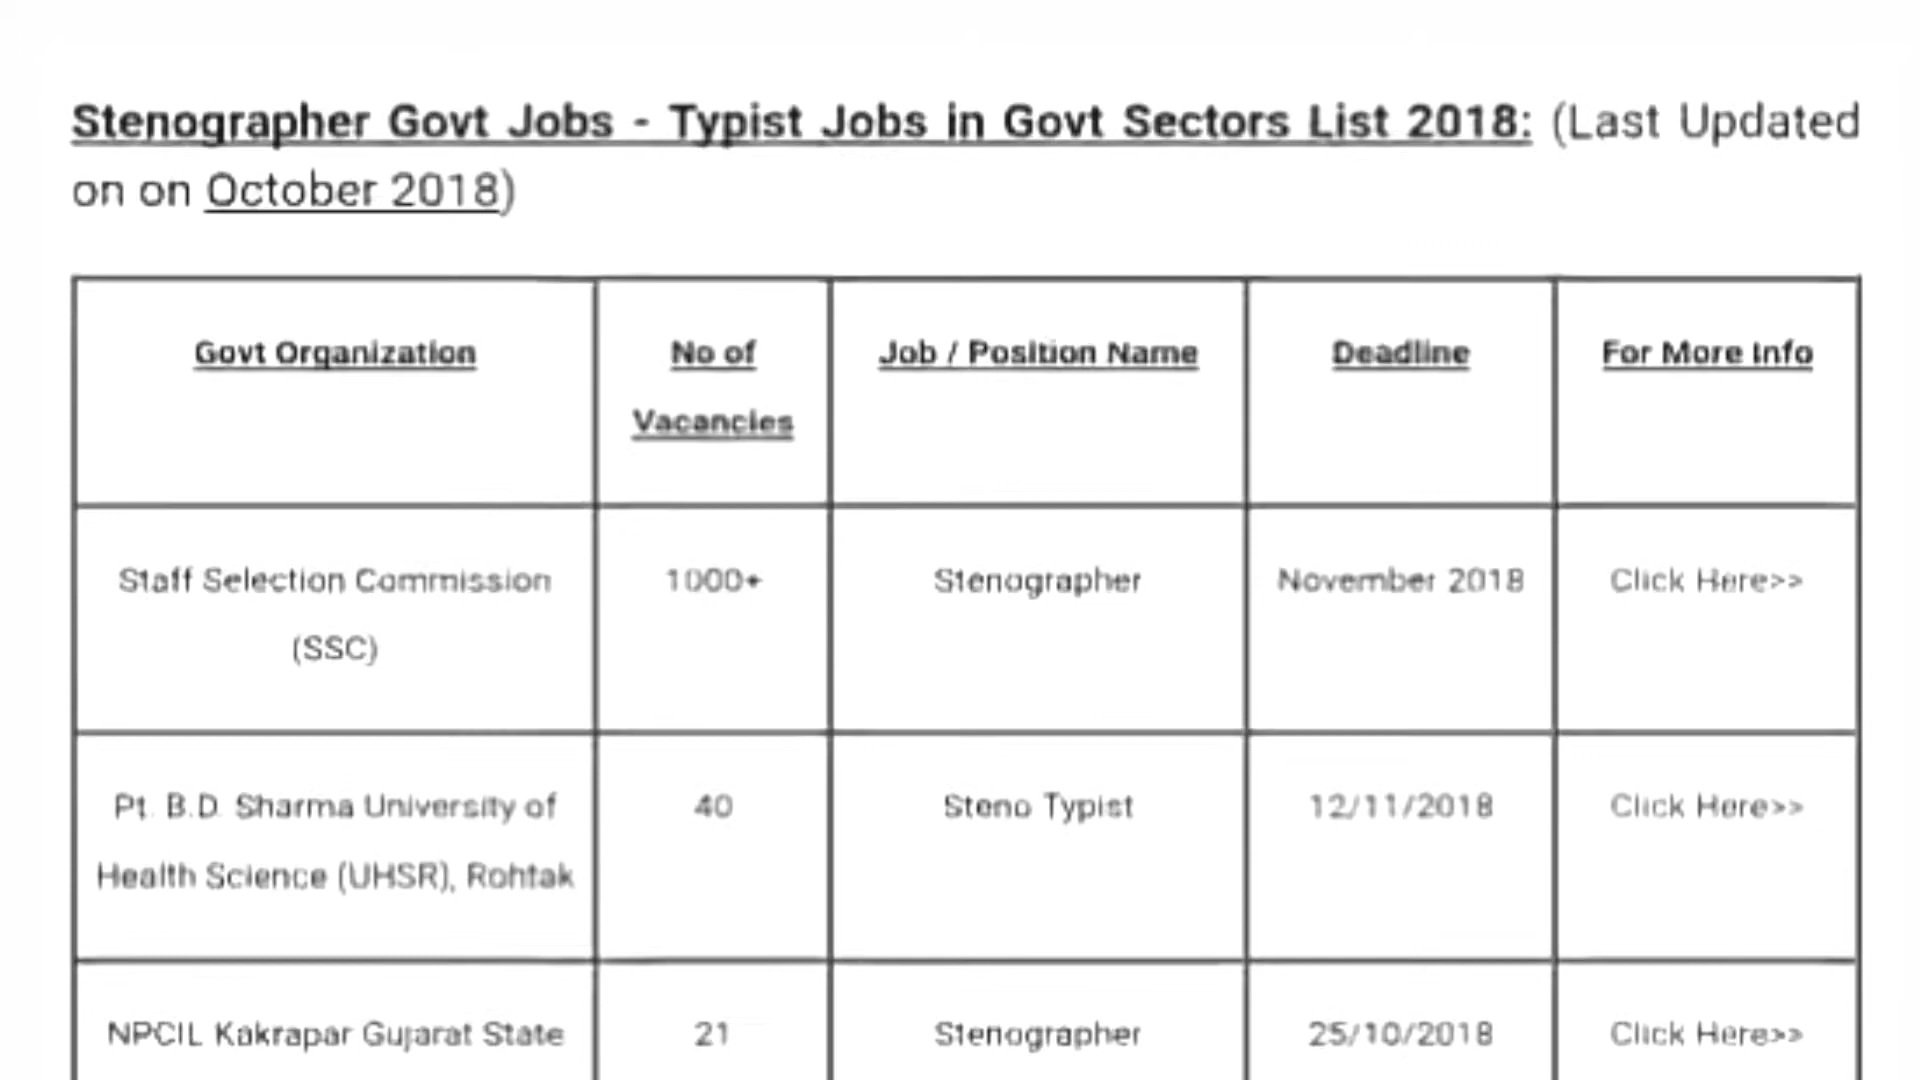 Stenographer Govt Jobs - Typist Jobs in Govt Sectors List 2018: (Last Updated
on on October 2018)
Govt Organization No of Job / Position Name Deadline For More Info
Vacancies
Staff Selection Commission 1000+ Stenographer November 2018 Click Here>>
(SSC)
Pt. B.D. Sharma University of 40 Steno Typist 12/11/2018 Click Here>>
Health Science (UHSR), Rohtak
NPCIL Kakrapar Gujarat State 21 Stenographer 25/10/2018 Click Here>>